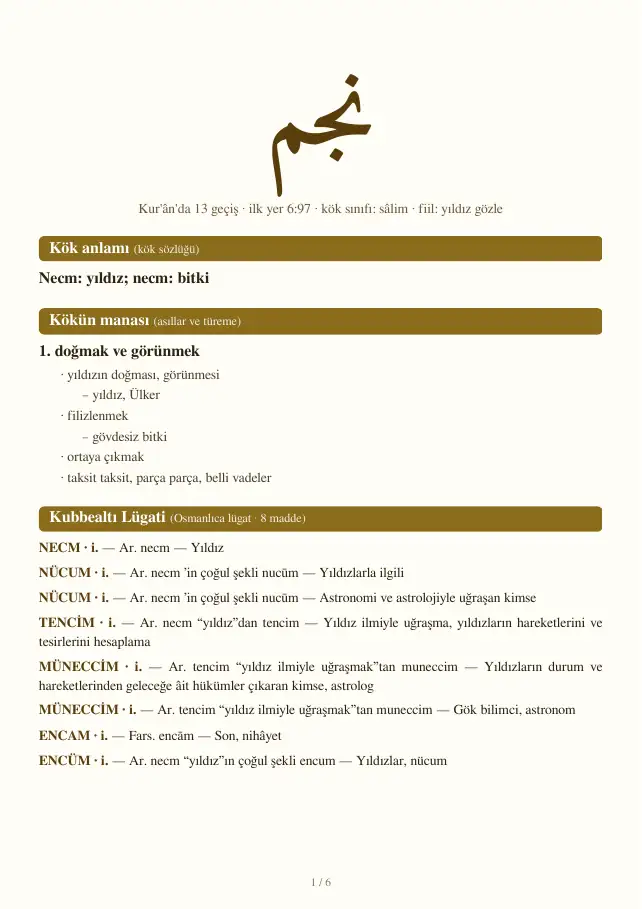 نجم
Kur’ân'da 13 geçiş · ilk yer 6:97 · kök sınıfı: sâlim · fiil: yıldız gözle
Kök anlamı (kök sözlüğü)
Necm: yıldız; necm: bitki
Kökün manası (asıllar ve türeme)
1. doğmak ve görünmek
· yıldızın doğması, görünmesi
– yıldız, Ülker
· filizlenmek
– gövdesiz bitki
· ortaya çıkmak
· taksit taksit, parça parça, belli vadeler
Kubbealtı Lügati (Osmanlıca lügat · 8 madde)
NECM · i. — Ar. necm — Yıldız
NÜCUM · i. — Ar. necm ’in çoğul şekli nucūm — Yıldızlarla ilgili
NÜCUM · i. — Ar. necm ’in çoğul şekli nucūm — Astronomi ve astrolojiyle uğraşan kimse
TENCİM · i. — Ar. necm “yıldız”dan tencim — Yıldız ilmiyle uğraşma, yıldızların hareketlerini ve
tesirlerini hesaplama
MÜNECCİM · i. — Ar. tencim “yıldız ilmiyle uğraşmak”tan muneccim — Yıldızların durum ve
hareketlerinden geleceğe âit hükümler çıkaran kimse, astrolog
MÜNECCİM · i. — Ar. tencim “yıldız ilmiyle uğraşmak”tan muneccim — Gök bilimci, astronom
ENCAM · i. — Fars. encām — Son, nihâyet
ENCÜM · i. — Ar. necm “yıldız”ın çoğul şekli encum — Yıldızlar, nücum
1 / 6